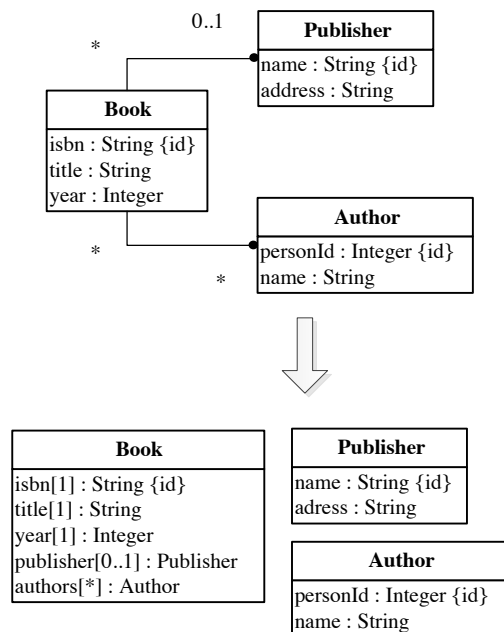 0..1
*
Publisher
name : String {id}
address : String
Book
isbn : String {id}
title : String
year : Integer
*
*
Author
personId : Integer {id}
name : String
Book
isbn[1] : String {id}
title[1] : String
year[1] : Integer
publisher[0..1] : Publisher
authors[*] : Author
Publisher
name : String {id}
adress : String
Author
personId : Integer {id}
name : String